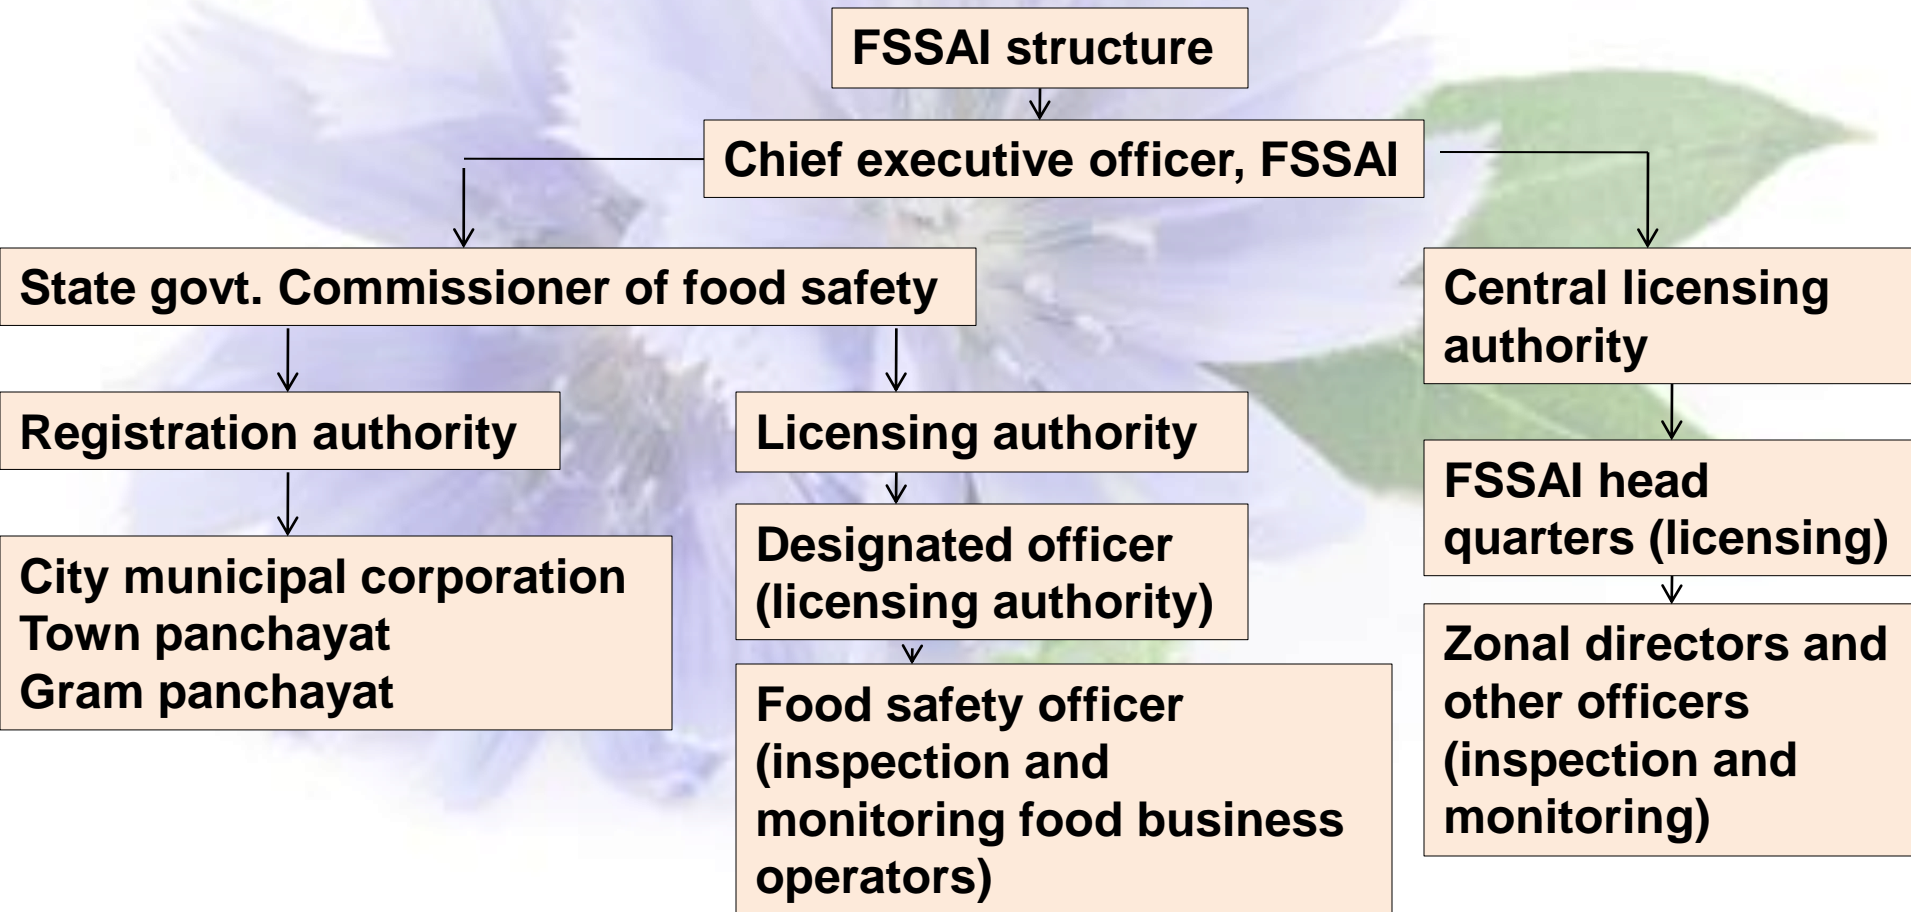 FSSAI structure
Chief executive officer, FSSAI
State govt. Commissioner of food safety
Registration authority
City municipal corporation
Town panchayat
Gram panchayat
Licensing authority
Designated officer
(licensing authority)
Food safety officer
(inspection and
monitoring food business
operators)
Central licensing
authority
FSSAI head
quarters (licensing)
Zonal directors and
other officers
(inspection and
monitoring)